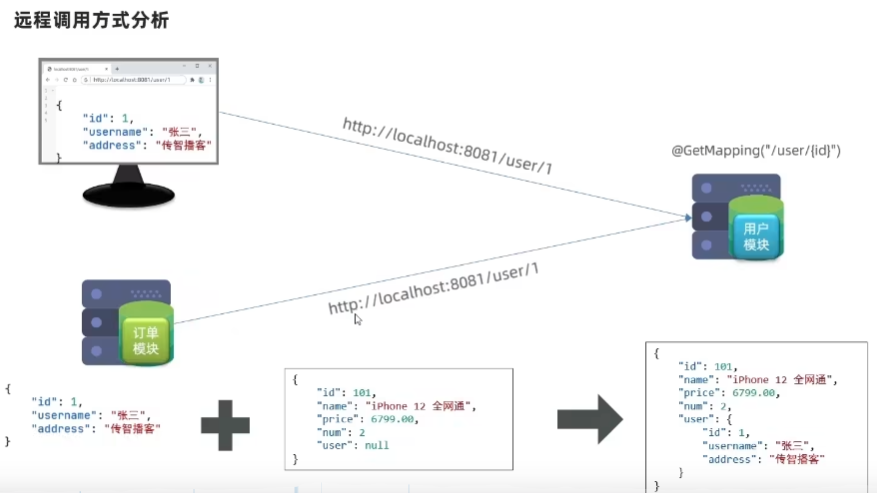 远程调用方式分析
http://localhost:8081/user/1
{
"id": 1,
"username": "张三",
"address": "传智播客"
}
http://localhost:8081/user/1
@GetMapping("/user/{id}")
用户
模块
http://localhost:8081/user/1
订单
模块
{
"id": 1,
"username": "张三",
"address": "传智播客"
}
{
"id": 101,
"name": "iPhone 12 全网通",
"price": 6799.00,
"num": 2
"user": null
}
{
"id": 101,
"name": "iPhone 12 全网通",
"price": 6799.00,
"num": 2,
"user": {
"id": 1,
"username": "张三",
"address": "传智播客"
}
}